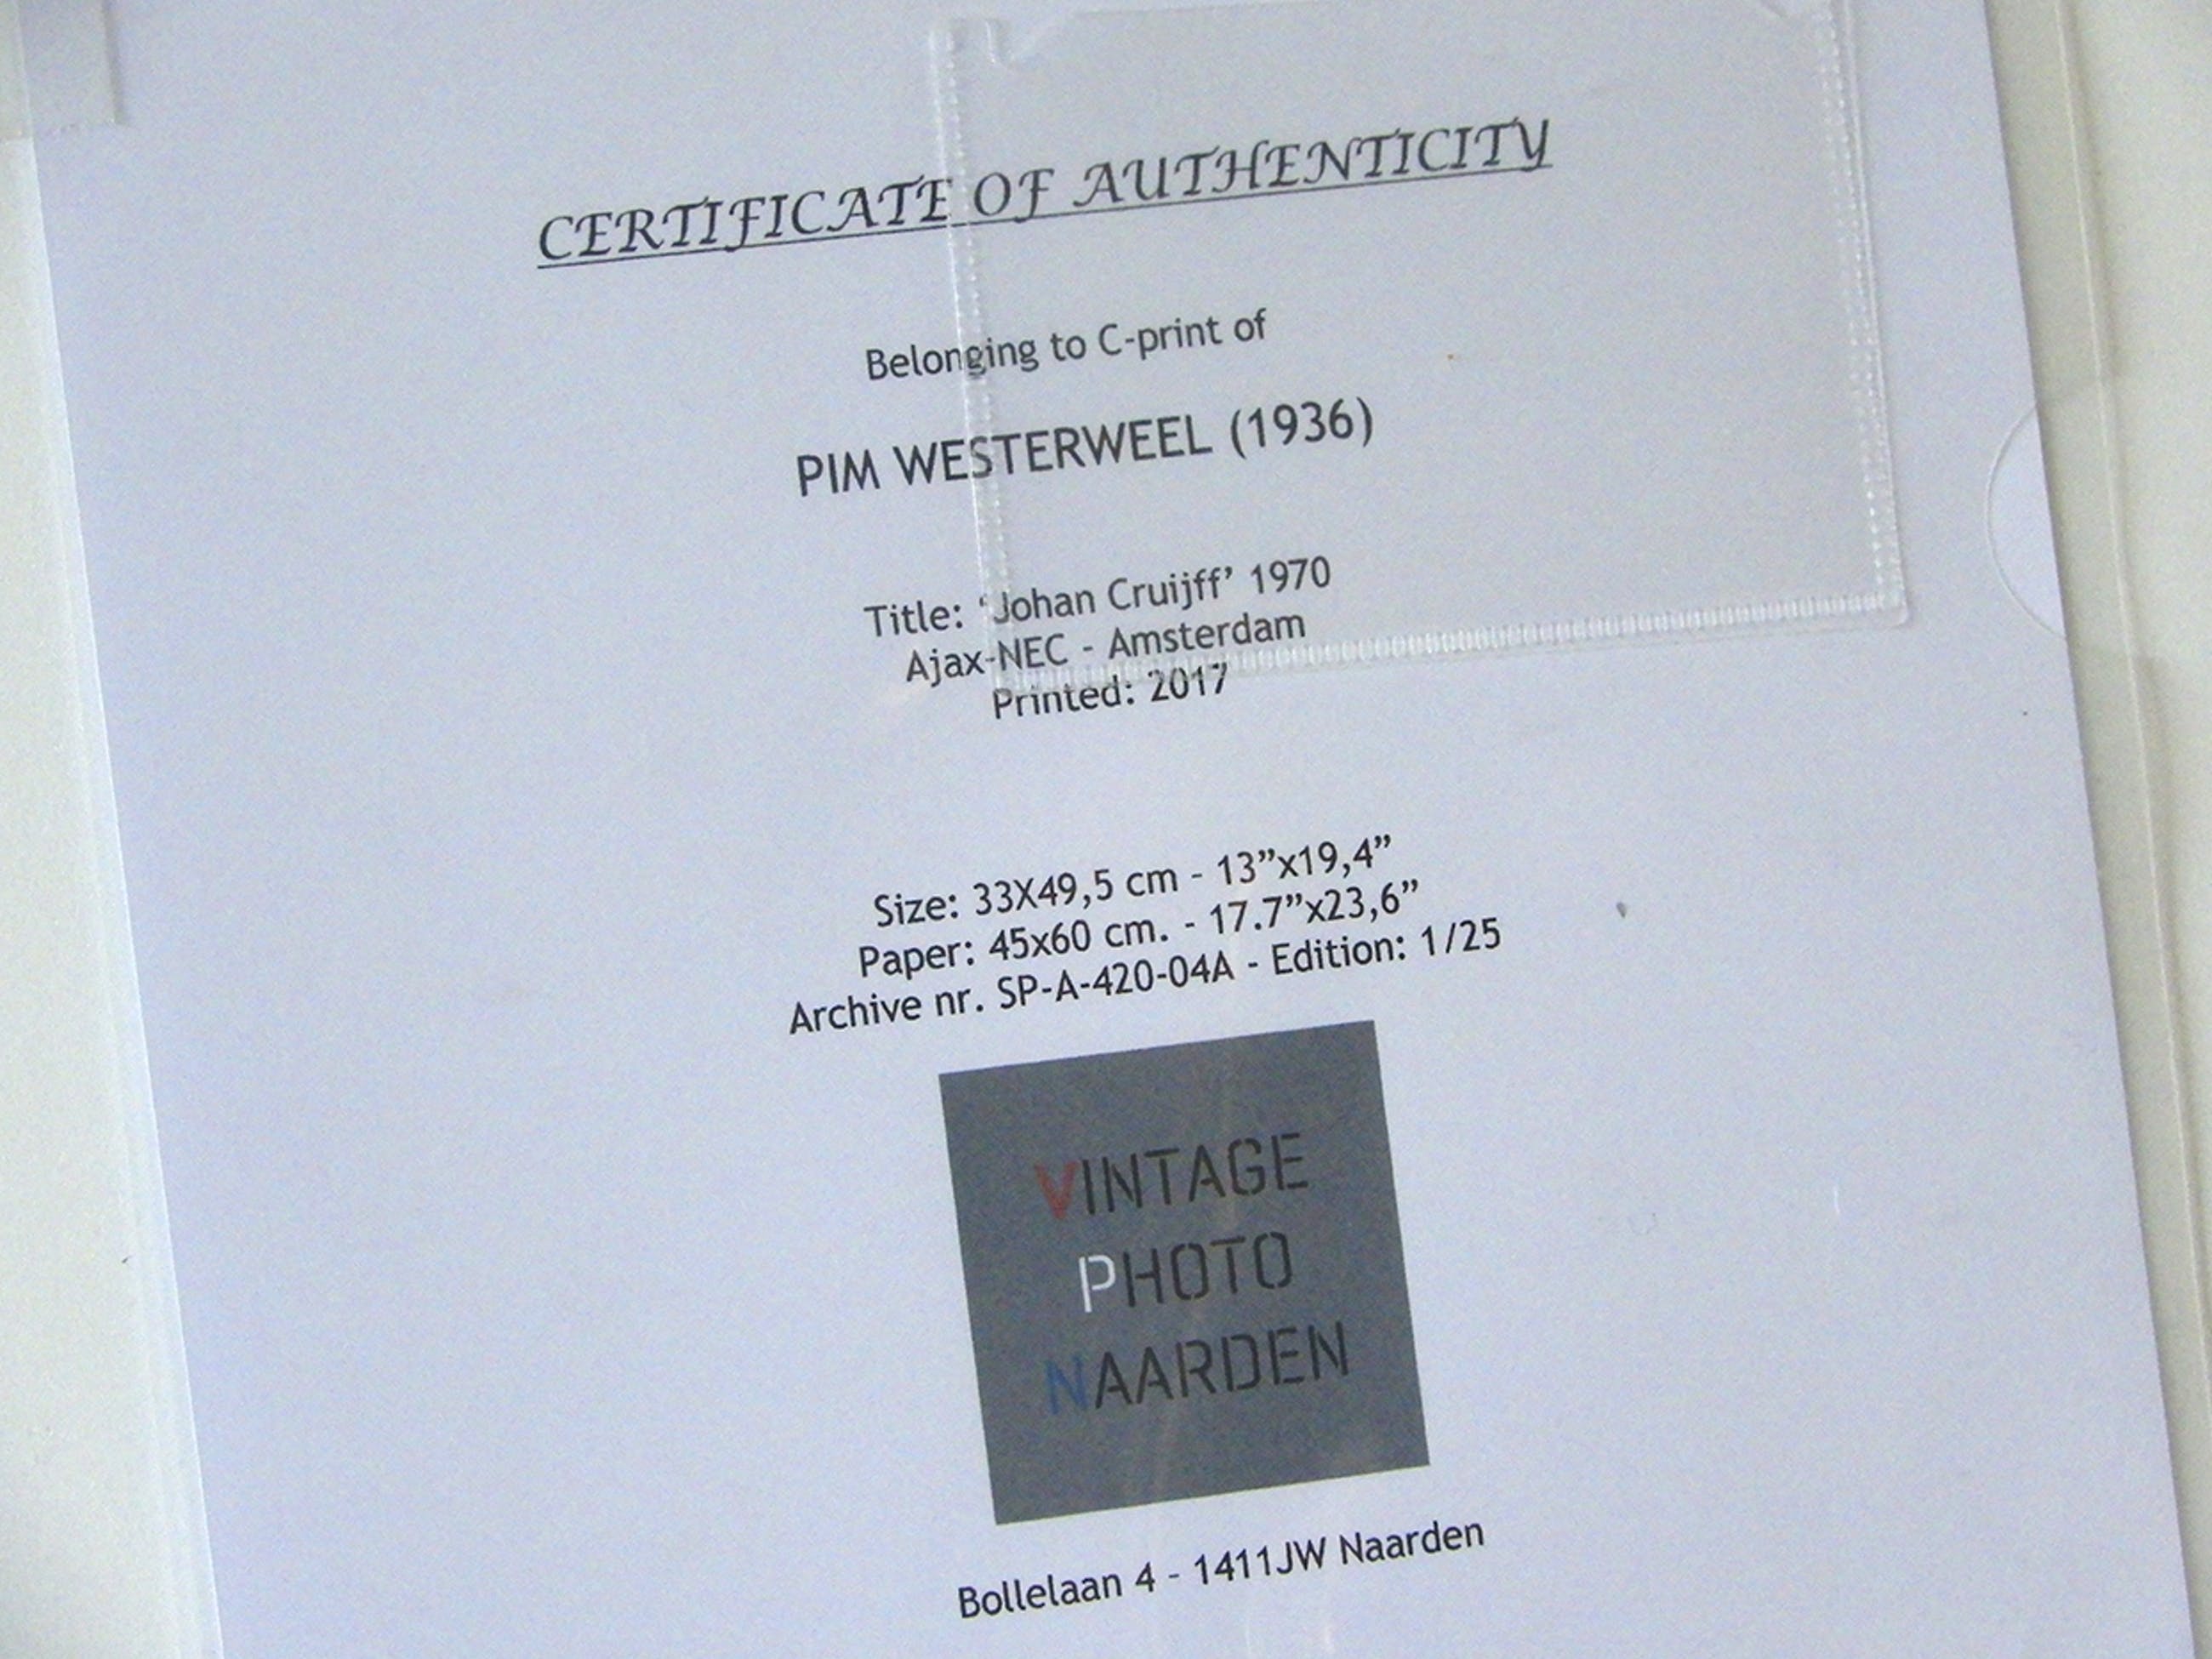 CERTIFICATE OF AUTHENTICITY
Belonging to C-print of
PIM WESTERWEEL (1936)
Title: ‘Johan Cruijff’ 1970
Ajax-NEC - Amsterdam
Printed: 2017
Size: 33X49,5 cm - 13”x19,4”
Paper: 45x60 cm. - 17.7”x23,6”
Archive nr. SP-A-420-04A - Edition: 1/25
VINTAGE
PHOTO
NAARDEN
Bollelaan 4 - 1411JW Naarden